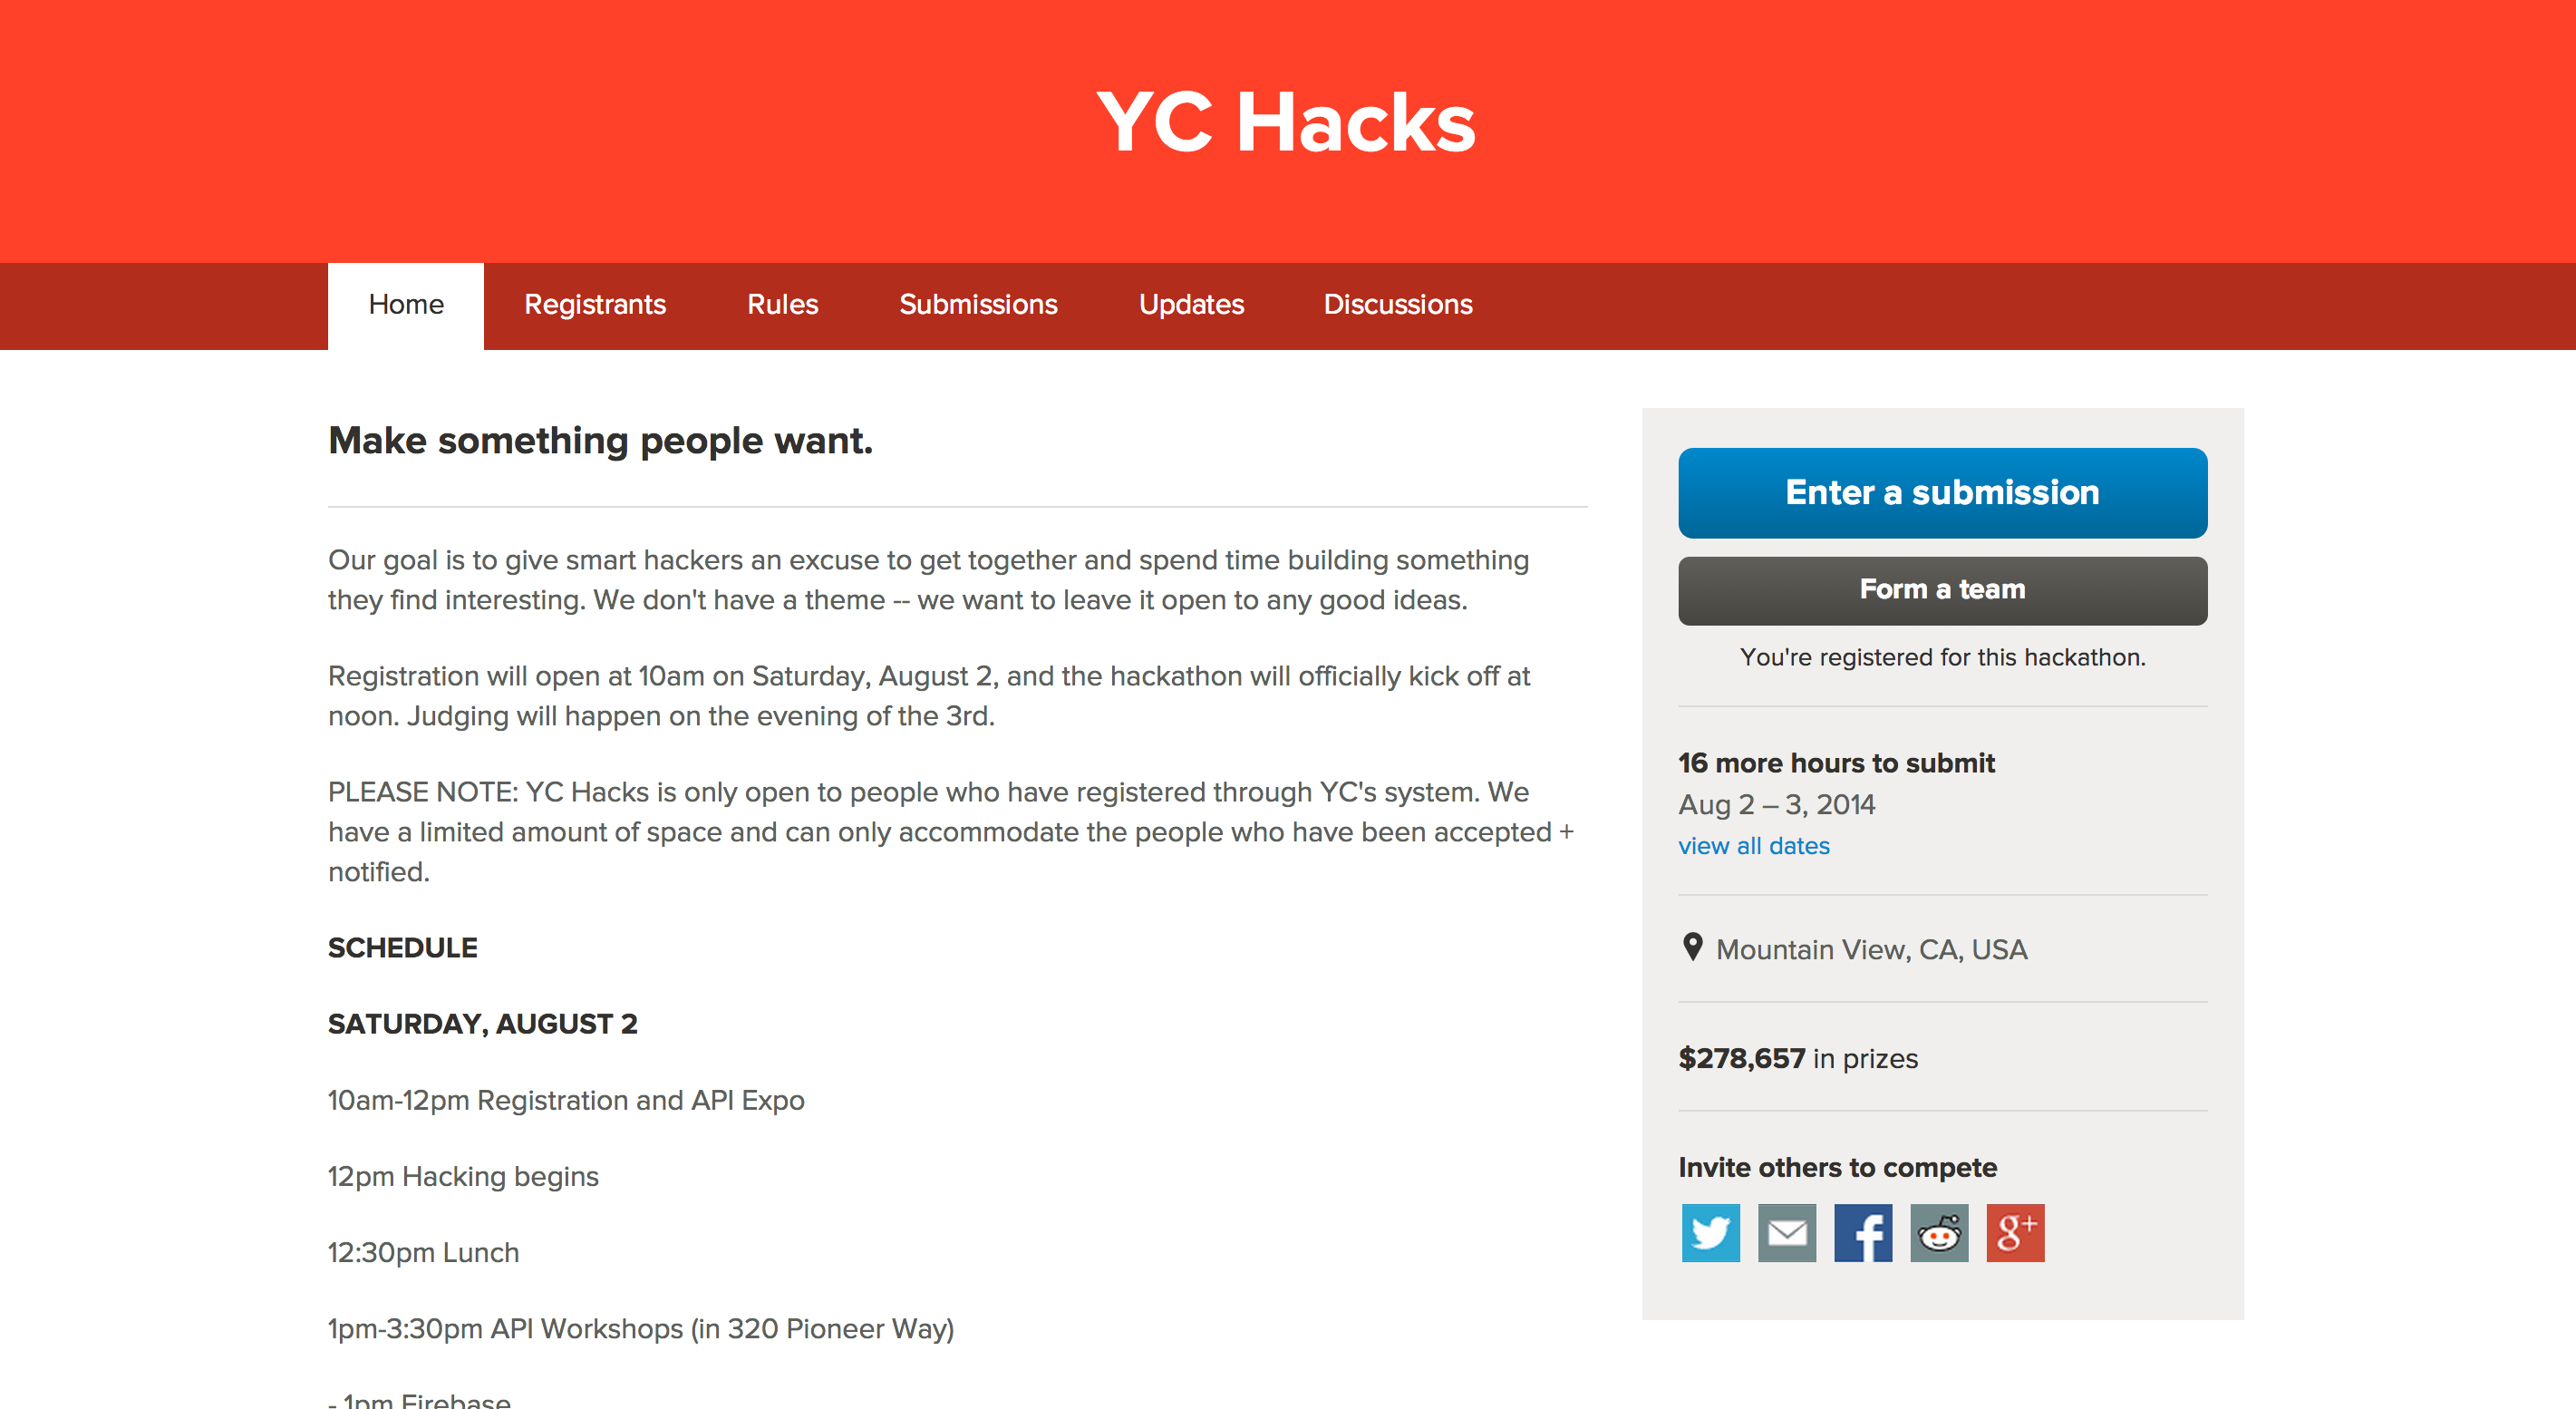 YC Hacks
Home
Registrants
Rules
Submissions
Updates
Discussions
Make something people want.
Our goal is to give smart hackers an excuse to get together and spend time building something
they find interesting. We don't have a theme -- we want to leave it open to any good ideas.
Registration will open at 10am on Saturday, August 2, and the hackathon will officially kick off at
noon. Judging will happen on the evening of the 3rd.
PLEASE NOTE: YC Hacks is only open to people who have registered through YC's system. We
have a limited amount of space and can only accommodate the people who have been accepted +
notified.
SCHEDULE
SATURDAY, AUGUST 2
10am-12pm Registration and API Expo
12pm Hacking begins
12:30pm Lunch
1pm-3:30pm API Workshops (in 320 Pioneer Way)
- 1pm Firebase
Enter a submission
Form a team
You're registered for this hackathon.
16 more hours to submit
Aug 2 – 3, 2014
view all dates
Mountain View, CA, USA
$278,657 in prizes
Invite others to compete
f
g+